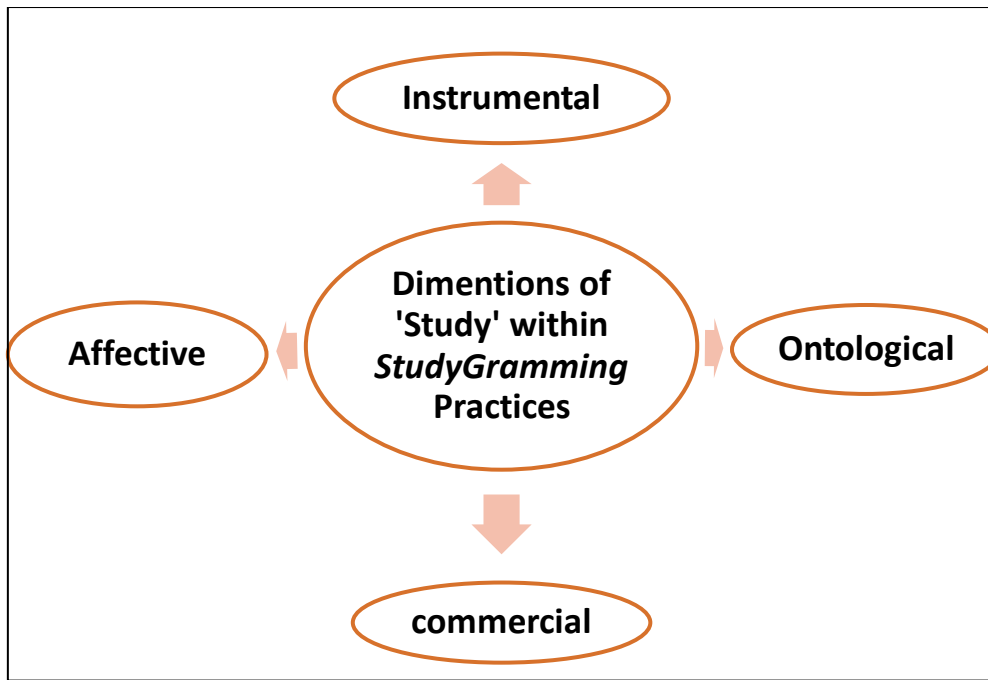 Instrumental
Dimentions of
'Study' within
StudyGramming
Practices
Affective
Ontological
commercial